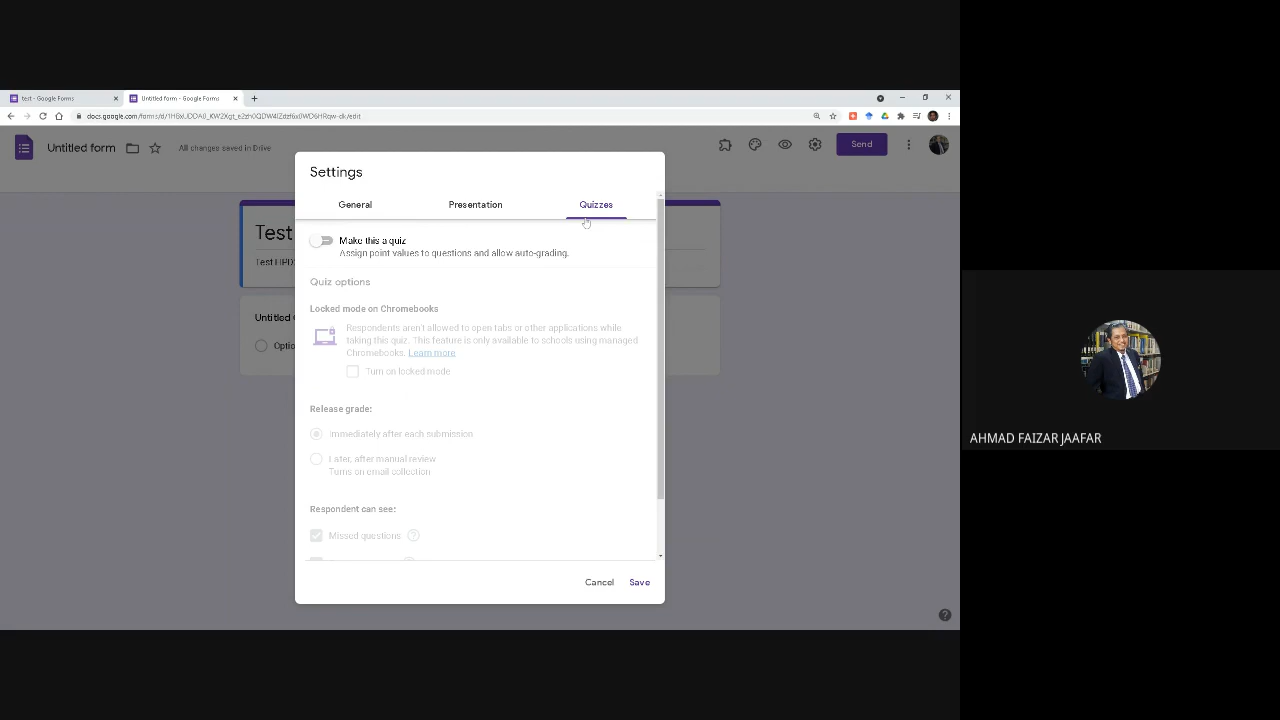 test - Google Forms
Untitled form - Google Forms
Untitled form
All changes saved in Drive
Send
Settings
General
Presentation
Quizzes
Test
Make this a quiz
Assign point values to questions and allow auto-grading.
Quiz options
Locked mode on Chromebooks
Respondents aren't allowed to open tabs or other applications while
taking this quiz. This feature is only available to schools using managed
Chromebooks. Learn more
Turn on locked mode
Release grade:
Immediately after each submission
Later, after manual review
Turns on email collection
Respondent can see:
Missed questions
Cancel
Save
AHMAD FAIZAR JAAFAR